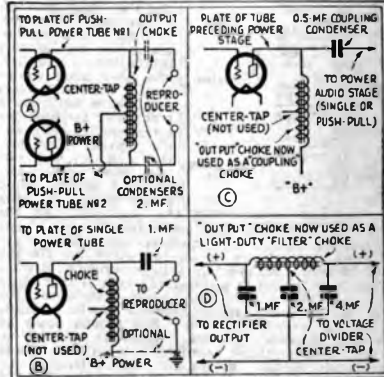 TO PLATE OF PUSH-
PULL POWER TUBE Nº1
OUTPUT
CHOKE
A
CENTER-TAP
REPRO-
DUCER
B+
POWER
TO PLATE OF
PUSH-PULL
POWER TUBE Nº2
OPTIONAL
CONDENSERS
2. MF.
PLATE OF TUBE
PRECEDING POWER
STAGE
0.5-MF COUPLING
CONDENSER
CENTER-TAP
(NOT USED)
TO POWER
AUDIO STAGE
(SINGLE OR
PUSH-PULL)
"OUTPUT" CHOKE NOW
USED AS A COUPLING
CHOKE
"B+"
C
TO PLATE OF SINGLE
POWER TUBE
1. MF.
CHOKE
TO
REPRODUCER
CENTER-TAP
(NOT USED)
OPTIONAL
B
"B+" POWER
"OUTPUT" CHOKE NOW USED AS A
LIGHT-DUTY "FILTER" CHOKE
(+)
(+)
D
1. MF.
2. MF.
4. MF
TO RECTIFIER
OUTPUT
TO VOLTAGE
DIVIDER
CENTER-TAP
(-)
(-)